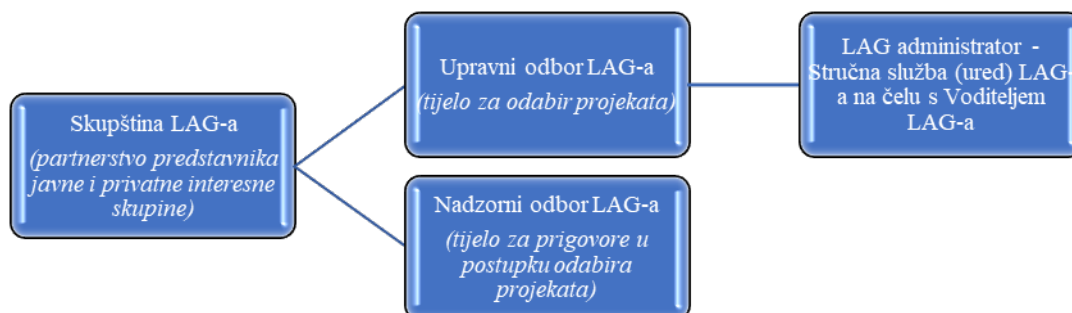 Skupština LAG-a
(partnerstvo predstavnika
javne i privatne interesne
skupine)
Upravni odbor LAG-a
(tijelo za odabir projekata)
Nadzorni odbor LAG-a
(tijelo za prigovore u
postupku odabira
projekata)
LAG administrator -
Stručna služba (ured) LAG-
a na čelu s Voditeljem
LAG-a